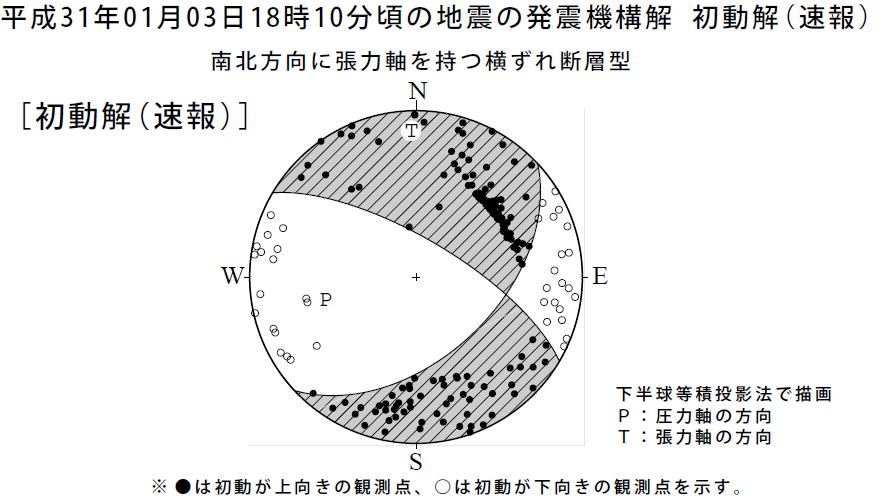 平成31年01月03日18時10分頃の地震の発震機構解 初動解(速報)
南北方向に張力軸を持つ横ずれ断層型
[初動解(速報)]
N
T
W
E
P
S
下半球等積投影法で描画
P:圧力軸の方向
T:張力軸の方向
※ ●は初動が上向きの観測点、○は初動が下向きの観測点を示す。